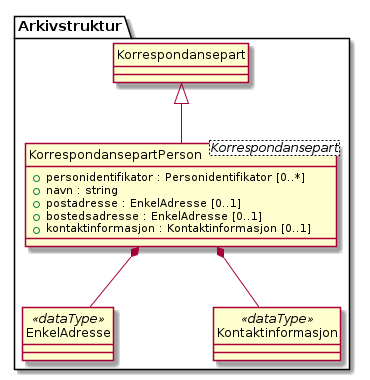 Arkivstruktur
Korrespondansepart
Korrespondansepart
KorrespondansepartPerson
personidentifikator : Personidentifikator [0..*]
navn : string
postadresse : EnkelAdresse [0..1]
bostedsadresse : EnkelAdresse [0..1]
kontaktinformasjon : Kontaktinformasjon [0..1]
«dataType»
EnkelAdresse
«dataType»
Kontaktinformasjon